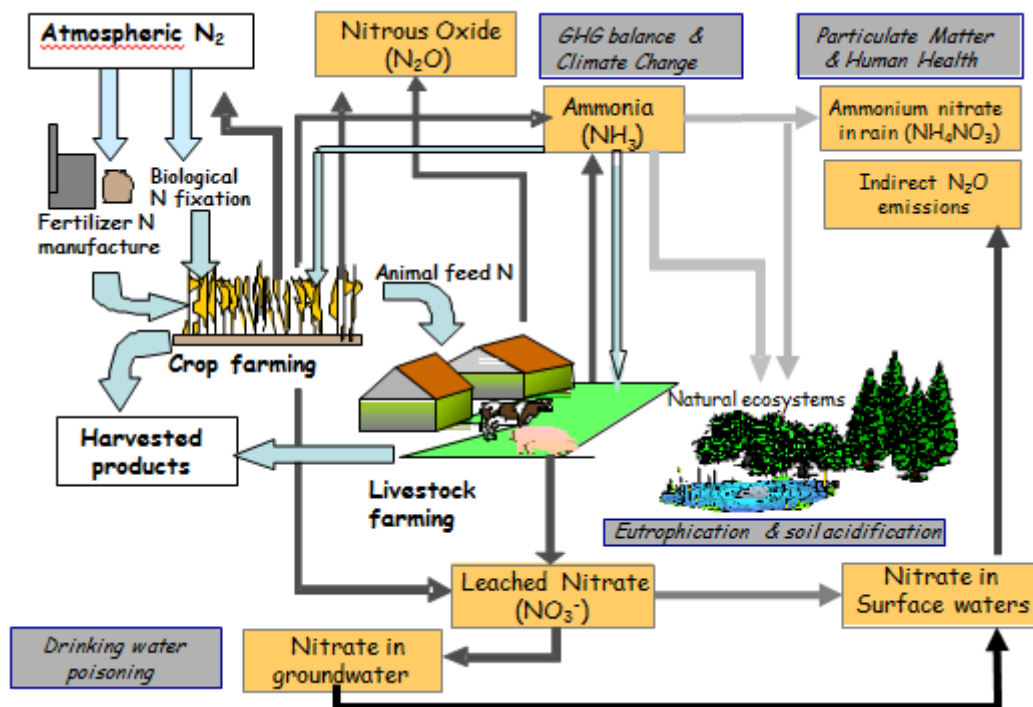 Atmospheric N₂
Nitrous Oxide
(N₂O)
GHG balance &
Climate Change
Particulate Matter
& Human Health
Ammonia
(NH₃)
Ammonium nitrate
in rain (NH₄NO₃)
Biological
N fixation
Indirect N₂O
emissions
Fertilizer N
manufacture
Animal feed N
Crop farming
Natural ecosystems
Harvested
products
Livestock
farming
Eutrophication & soil acidification
Leached Nitrate
(NO₃⁻)
Nitrate in
Surface waters
Drinking water
poisoning
Nitrate in
groundwater